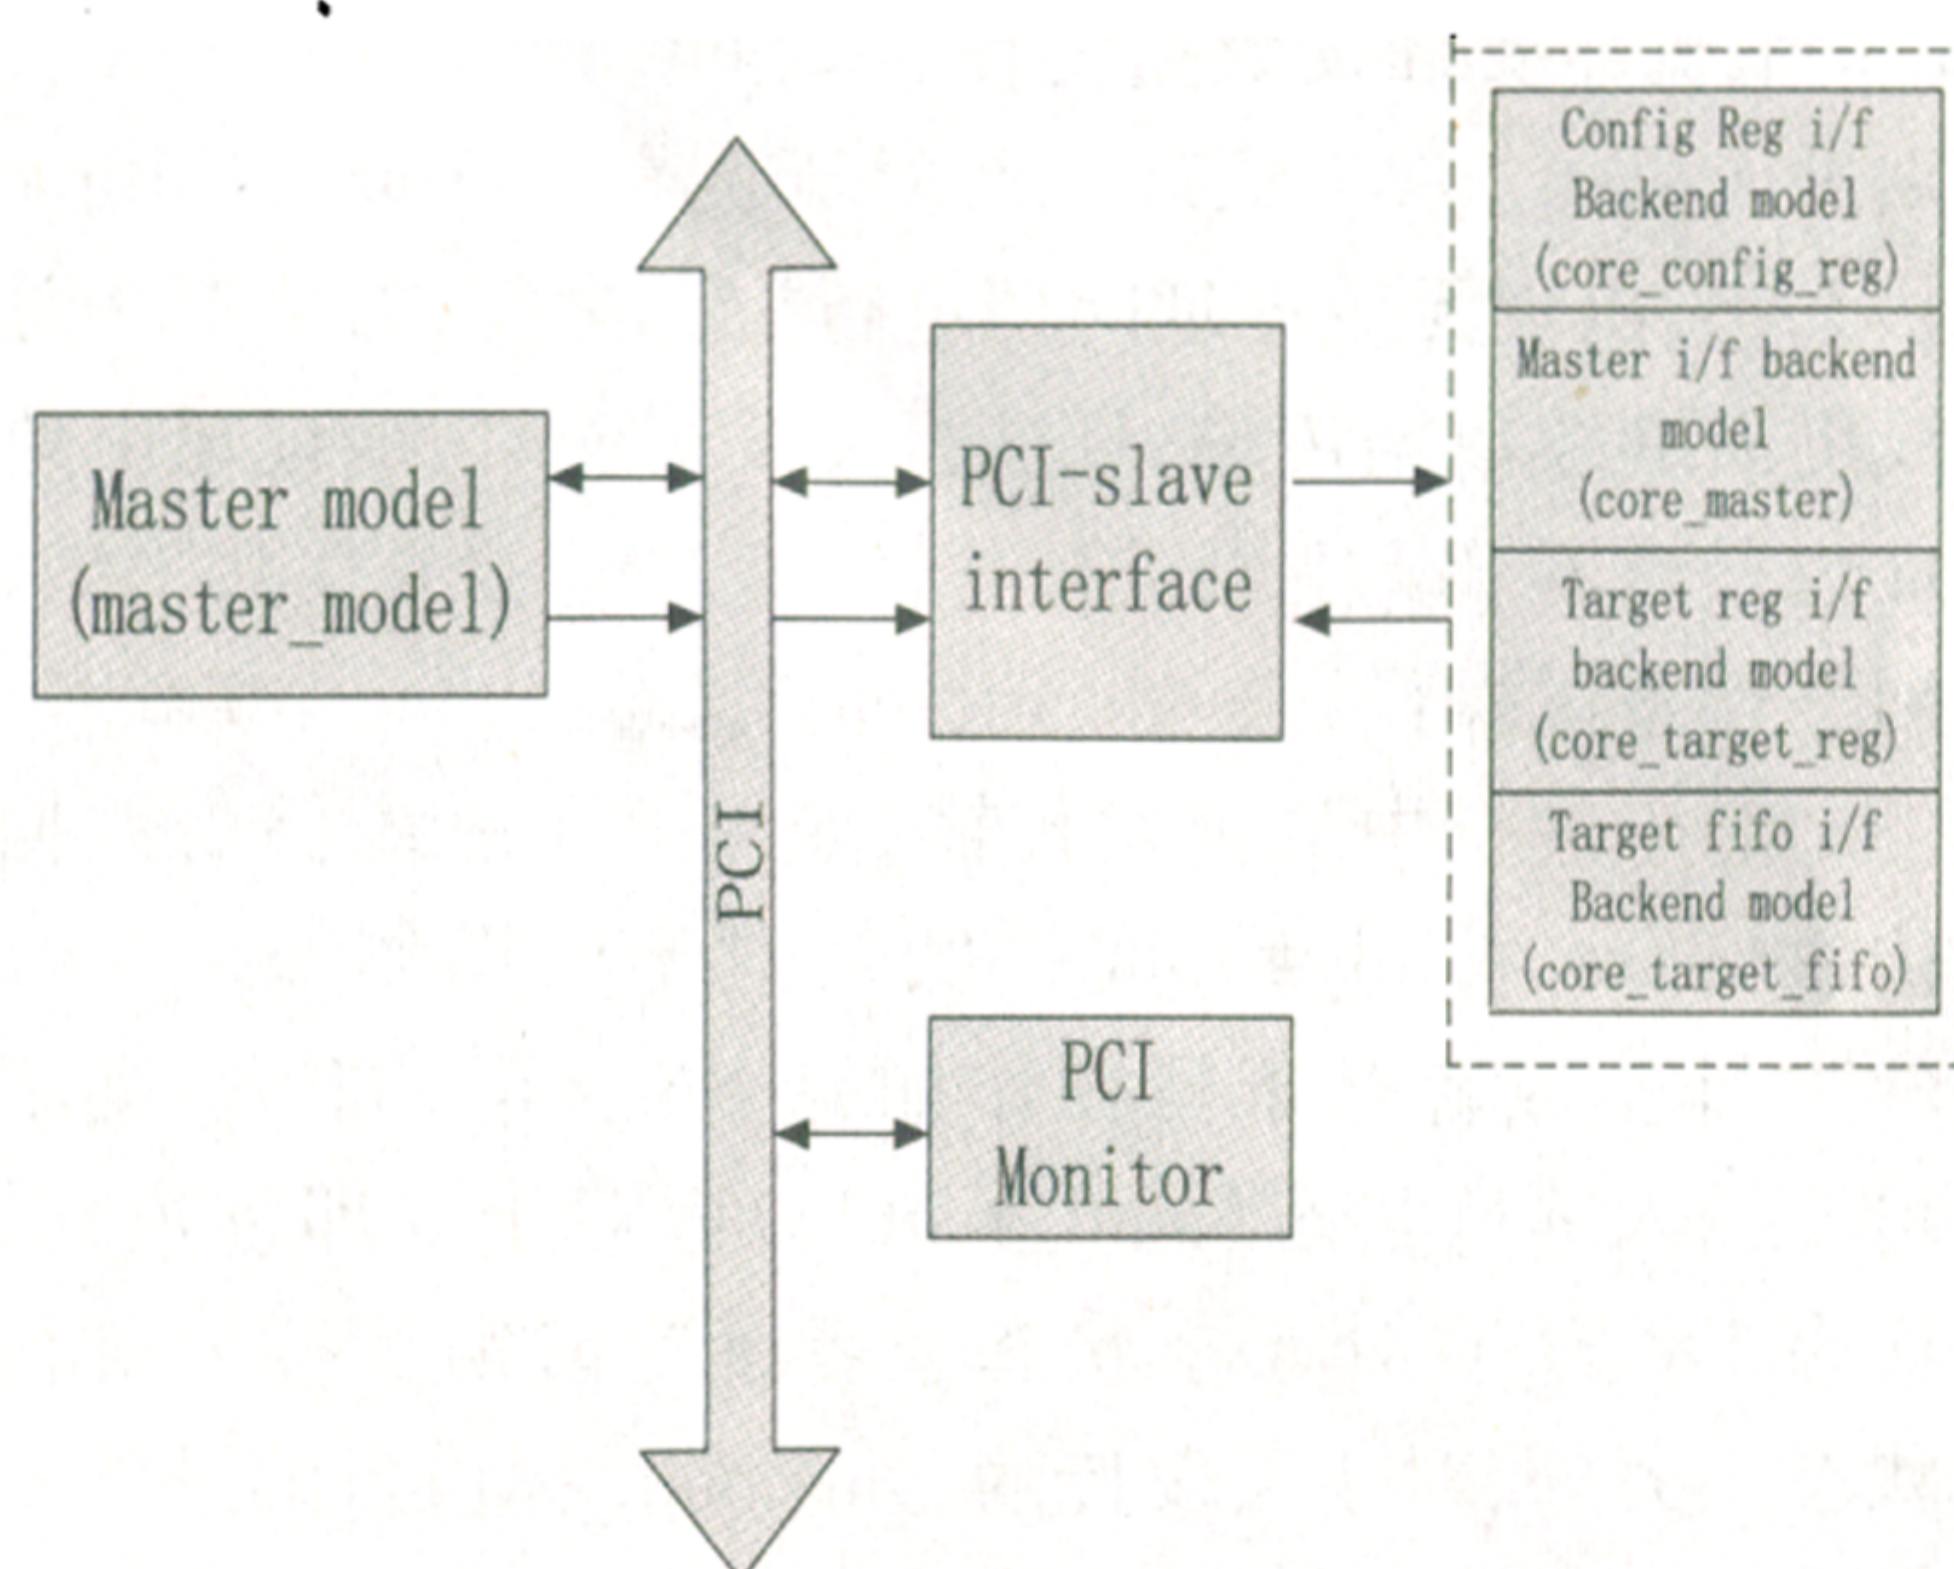 Config Reg i/f
Backend model
(core_config_reg)
Master i/f backend
model
(core_master)
Target reg i/f
backend model
(core_target_reg)
Target fifo i/f
Backend model
(core_target_fifo)
Master model
(master_model)
PCI-slave
interface
PCI
PCI
Monitor